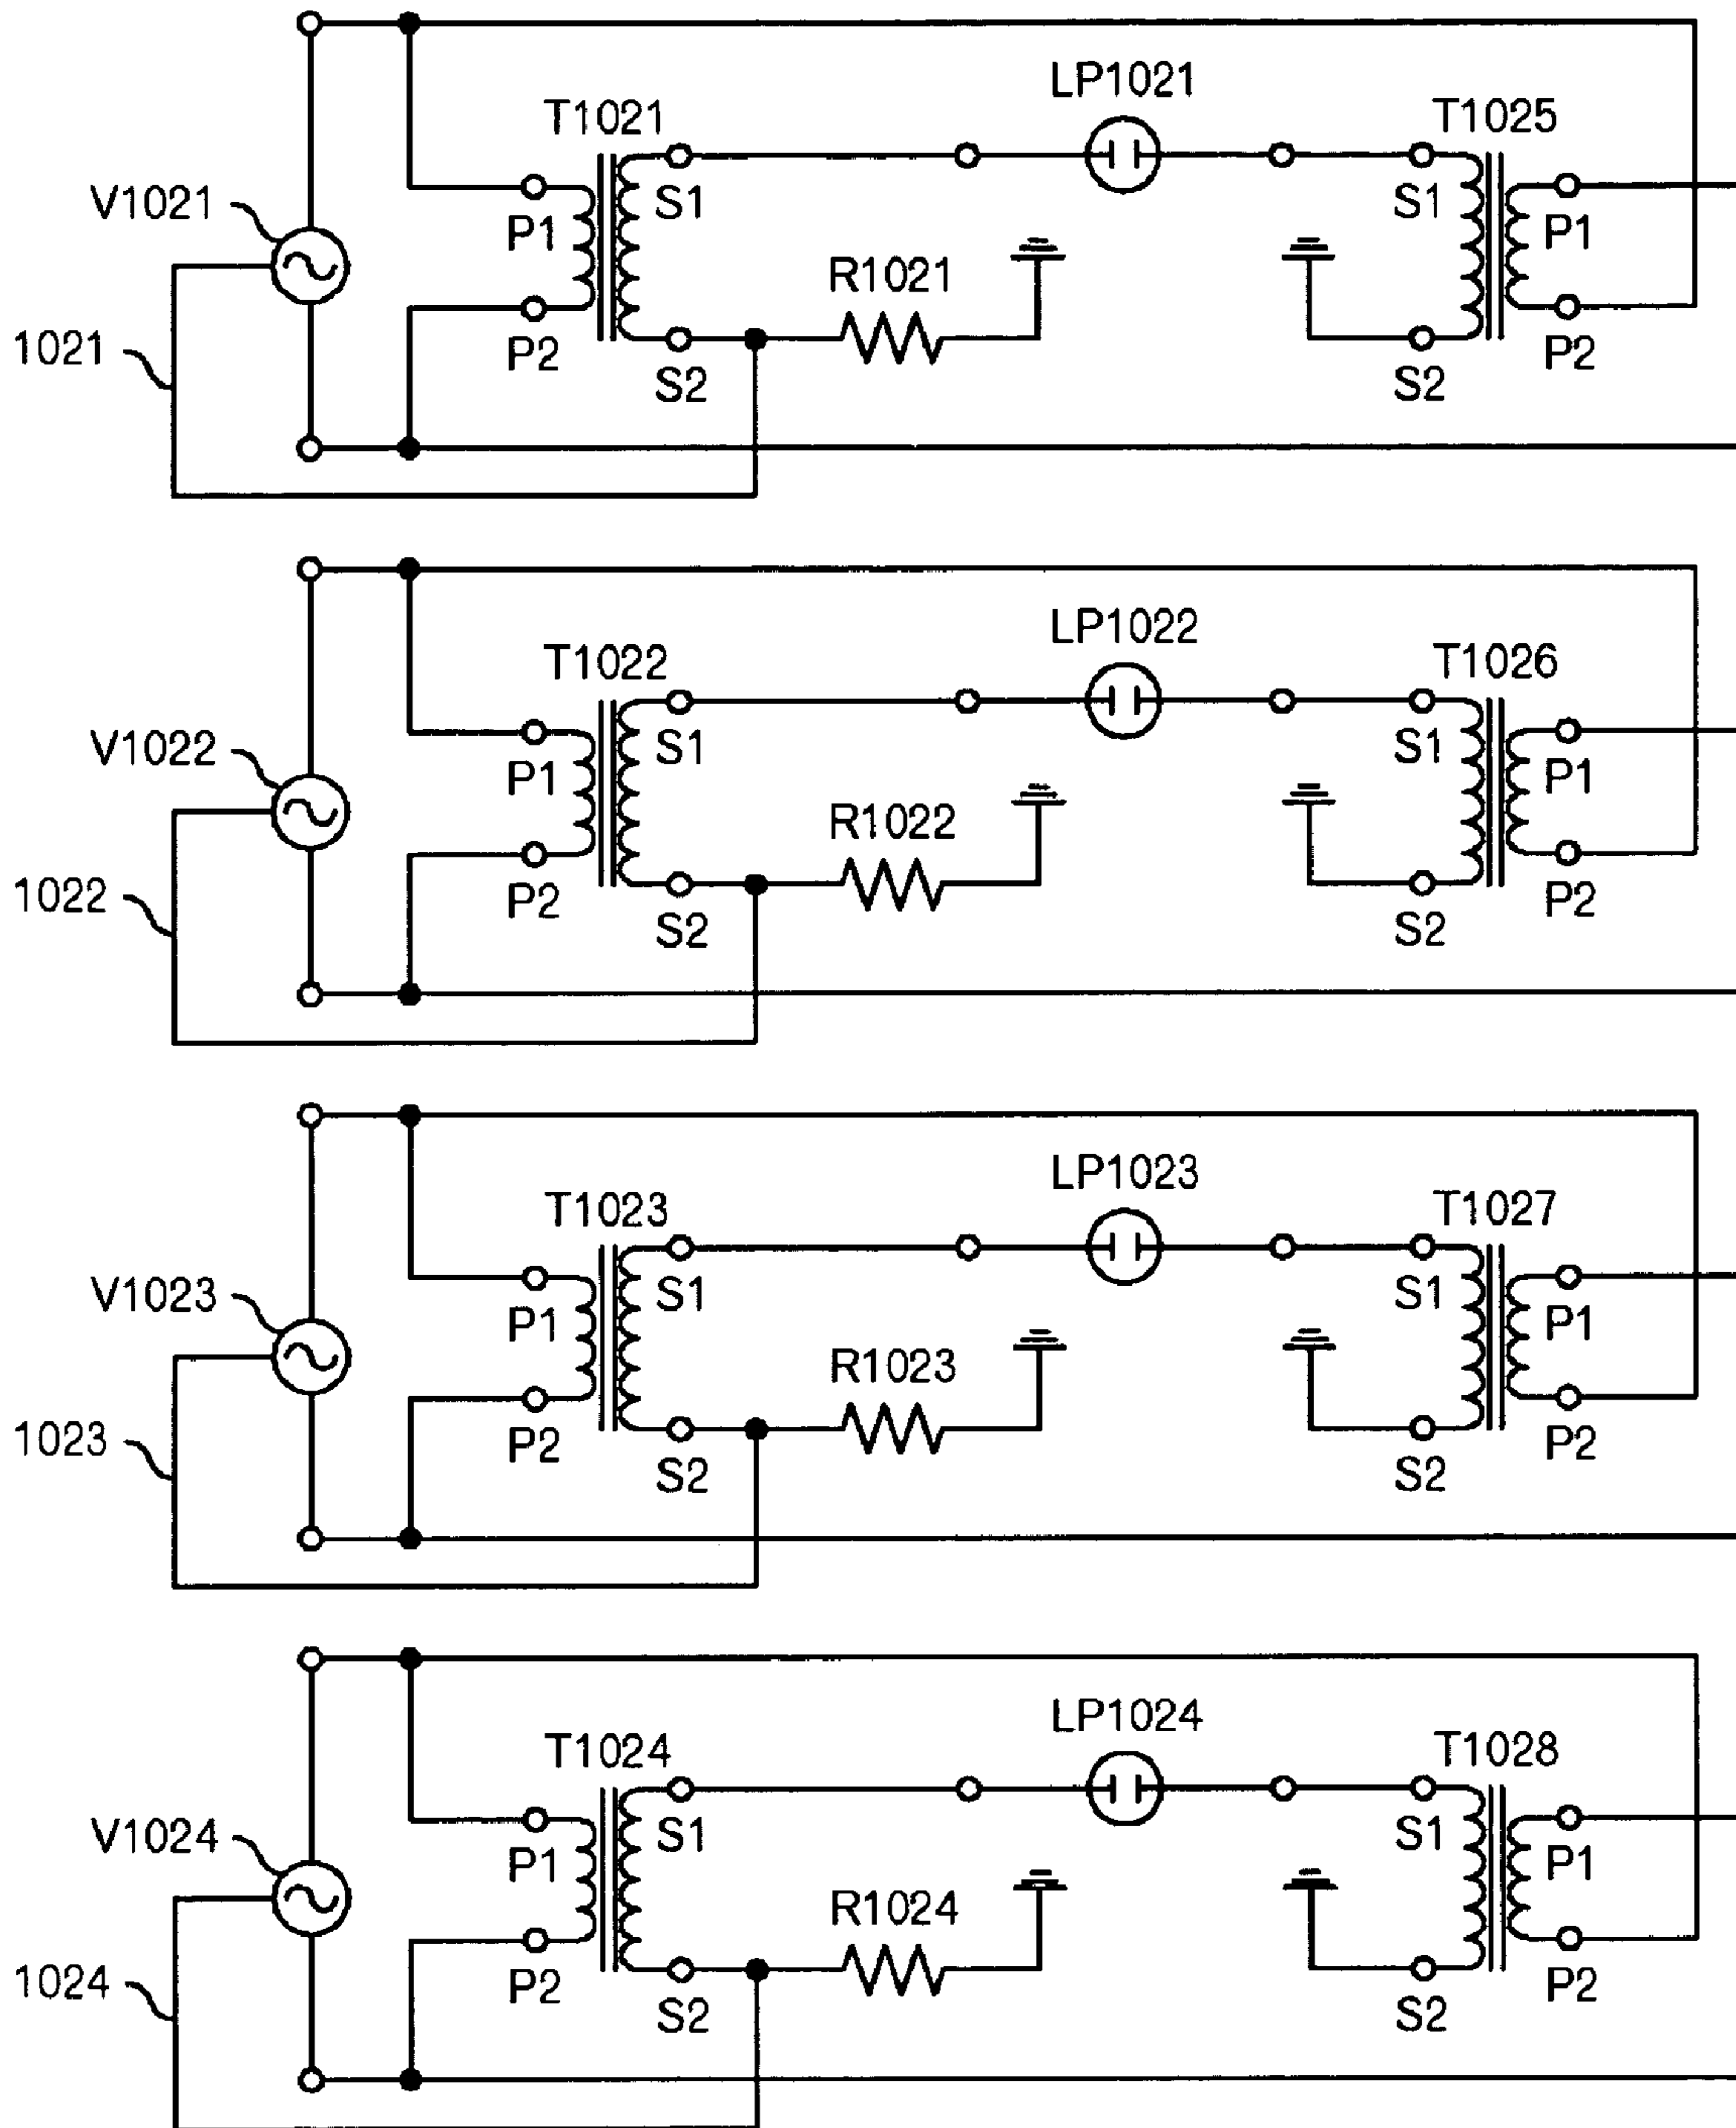 LP1021
T1021
T1025
V1021
S1
S1
P1
P1
R1021
1021
P2
P2
S2
S2
LP1022
T1022
T1026
V1022
S1
S1
P1
P1
R1022
1022
P2
P2
S2
S2
LP1023
T1023
T1027
V1023
S1
S1
P1
P1
R1023
1023
P2
P2
S2
S2
LP1024
T1024
T1028
V1024
S1
S1
P1
P1
R1024
1024
P2
P2
S2
S2